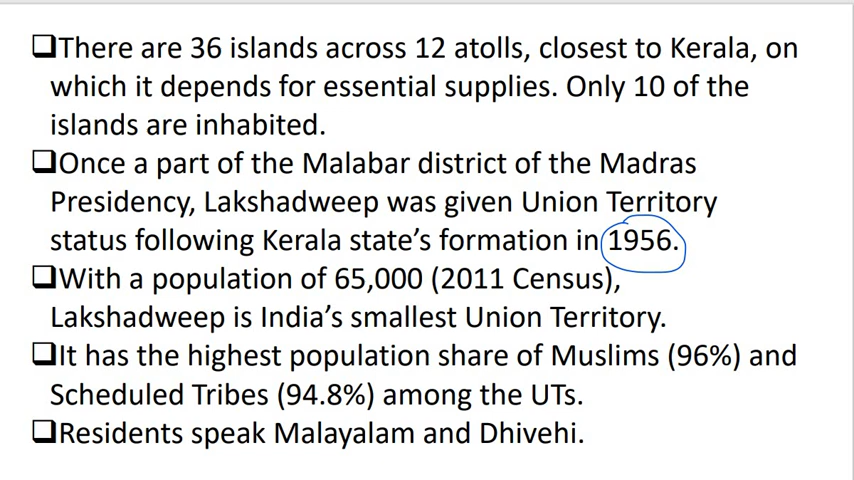 ❑There are 36 islands across 12 atolls, closest to Kerala, on
which it depends for essential supplies. Only 10 of the
islands are inhabited.
❑Once a part of the Malabar district of the Madras
Presidency, Lakshadweep was given Union Territory
status following Kerala state’s formation in 1956.
❑With a population of 65,000 (2011 Census),
Lakshadweep is India’s smallest Union Territory.
❑It has the highest population share of Muslims (96%) and
Scheduled Tribes (94.8%) among the UTs.
❑Residents speak Malayalam and Dhivehi.